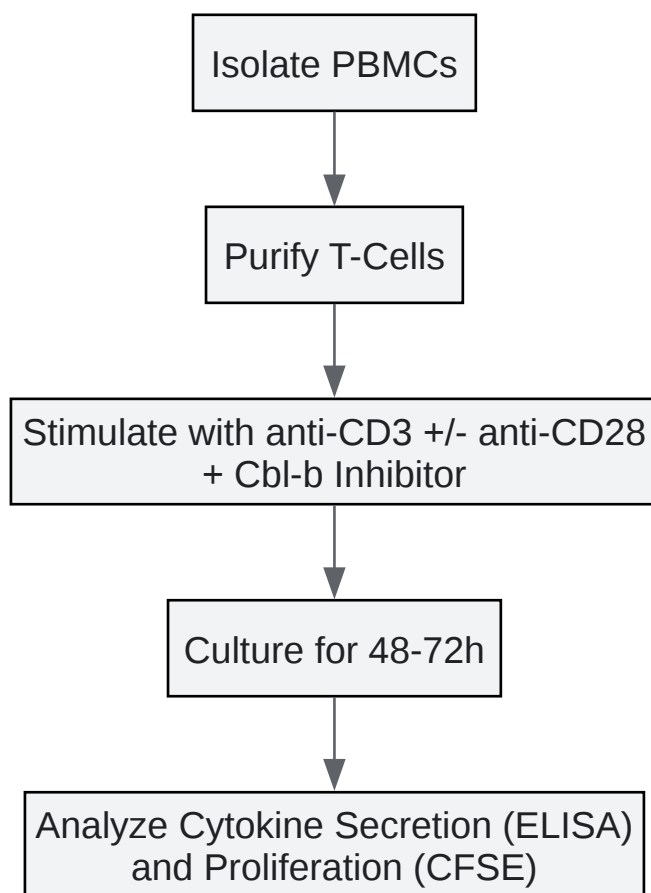 Isolate PBMCs
Purify T-Cells
Stimulate with anti-CD3 +/- anti-CD28
+ Cbl-b Inhibitor
Culture for 48-72h
Analyze Cytokine Secretion (ELISA)
and Proliferation (CFSE)